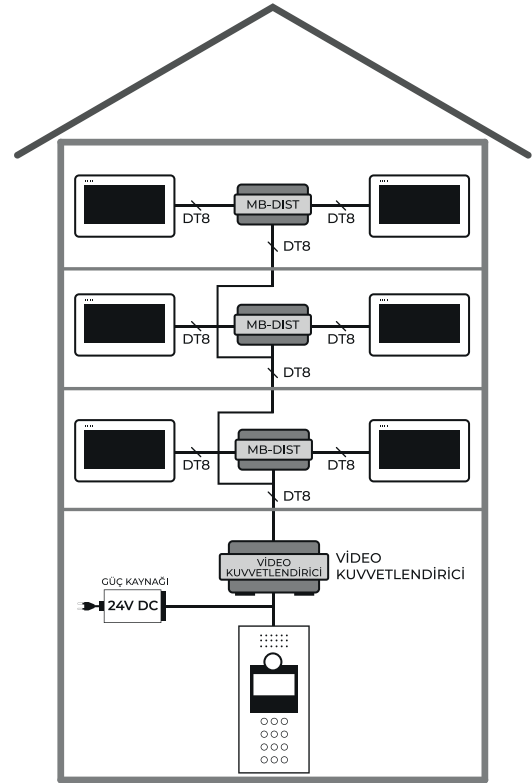 MB-DIST
DT8
DT8
DT8
MB-DIST
DT8
DT8
DT8
MB-DIST
DT8
DT8
DT8
VİDEO
KUVVETLENDİRİCİ
VİDEO
KUVVETLENDİRİCİ
GÜÇ KAYNAĞI
24V DC